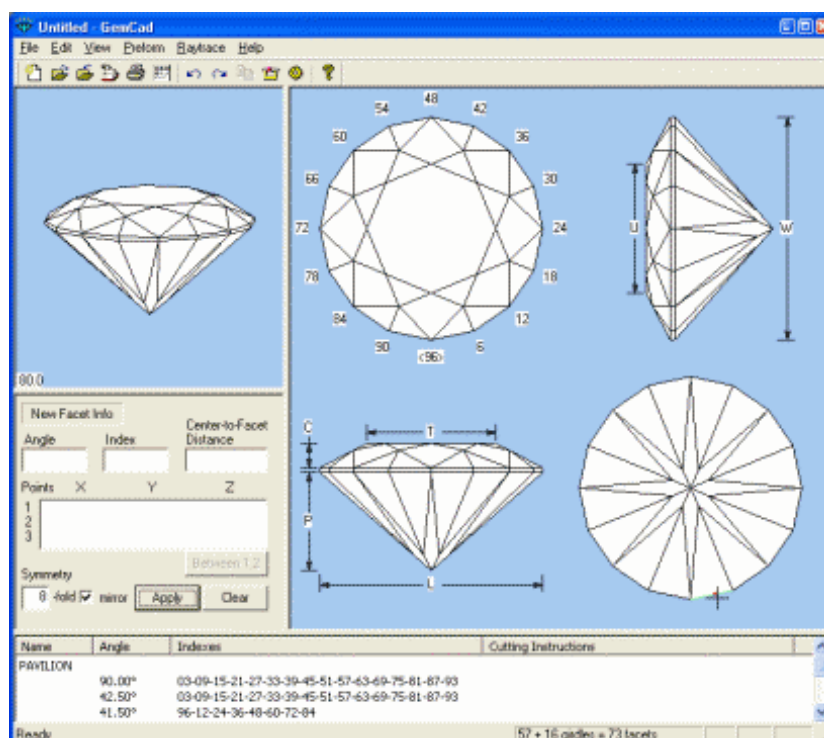 Untitled - GemCad
File Edit View Preform Raytrace Help
48
54 42
60 36
66 30
72 24
78 18
84 12
90 6
<96>
U W
80.0
New Facet Info
Angle Index Center-to-Facet Distance
Points X Y Z
1
2
3
Between 1 2
Symmetry
8 -fold mirror Apply Clear
C T
P
L
Name Angle Indexes Cutting Instructions
PAVILION
90.00° 03-09-15-21-27-33-39-45-51-57-63-69-75-81-87-93
42.50° 03-09-15-21-27-33-39-45-51-57-63-69-75-81-87-93
41.50° 96-12-24-36-48-60-72-84
Ready 57 + 16 girdles = 73 facets